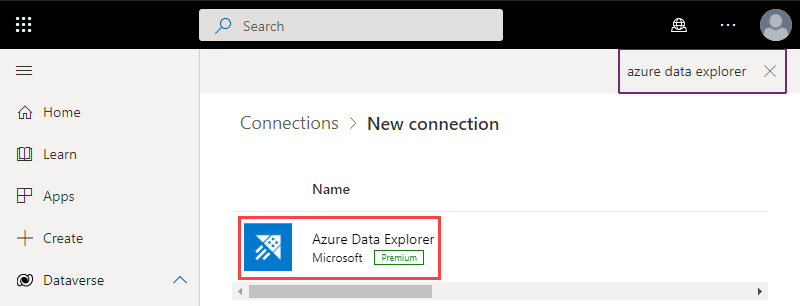 Search
azure data explorer
Home
Learn
Apps
Create
Dataverse
Connections > New connection
Name
Azure Data Explorer
Microsoft Premium